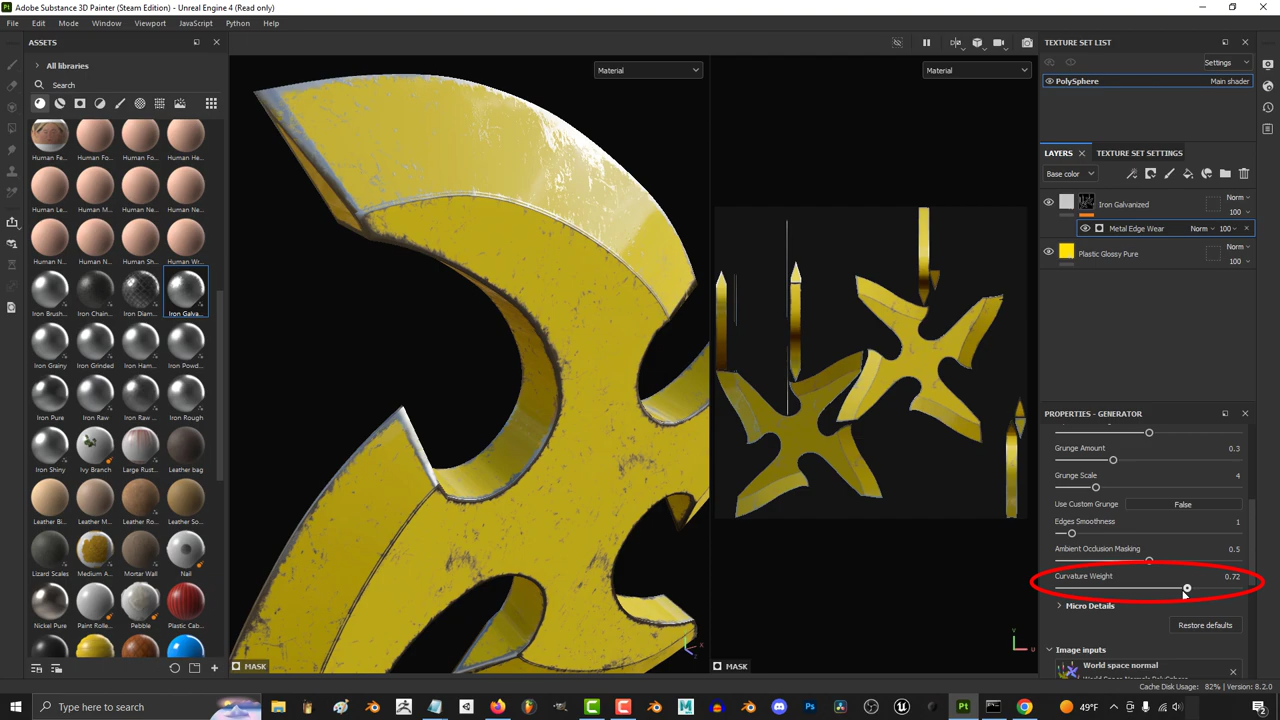 Adobe Substance 3D Painter (Steam Edition) - Unreal Engine 4 (Read only)
File Edit Mode Window Viewport JavaScript Python Help
ASSETS
All libraries
Search
Human Fe... Human Fo... Human Fo... Human He...
Human Le... Human M... Human Ne... Human Ne...
Human N... Human N... Human Sh... Human Wr...
Iron Brush... Iron Chain... Iron Diam... Iron Galva...
Iron Grainy Iron Grinded Iron Ham... Iron Powd...
Iron Pure Iron Raw Iron Raw ... Iron Rough
Iron Shiny Ivy Branch Large Rust... Leather bag
Leather Bi... Leather M... Leather Ro... Leather So...
Lizard Scales Medium A... Mortar Wall Nail
Nickel Pure Paint Rolle... Pebble Plastic Cab...
Material
Material
MASK
MASK
TEXTURE SET LIST
Settings
PolySphere Main shader
LAYERS TEXTURE SET SETTINGS
Base color
Iron Galvanized Norm 100
Metal Edge Wear Norm 100
Plastic Glossy Pure Norm 100
PROPERTIES - GENERATOR
Grunge Amount 0.3
Grunge Scale 4
Use Custom Grunge False
Edges Smoothness 1
Ambient Occlusion Masking 0.5
Curvature Weight 0.72
Micro Details
Restore defaults
Image inputs
World space normal
Cache Disk Usage: 82% | Version: 8.2.0
Type here to search
49°F